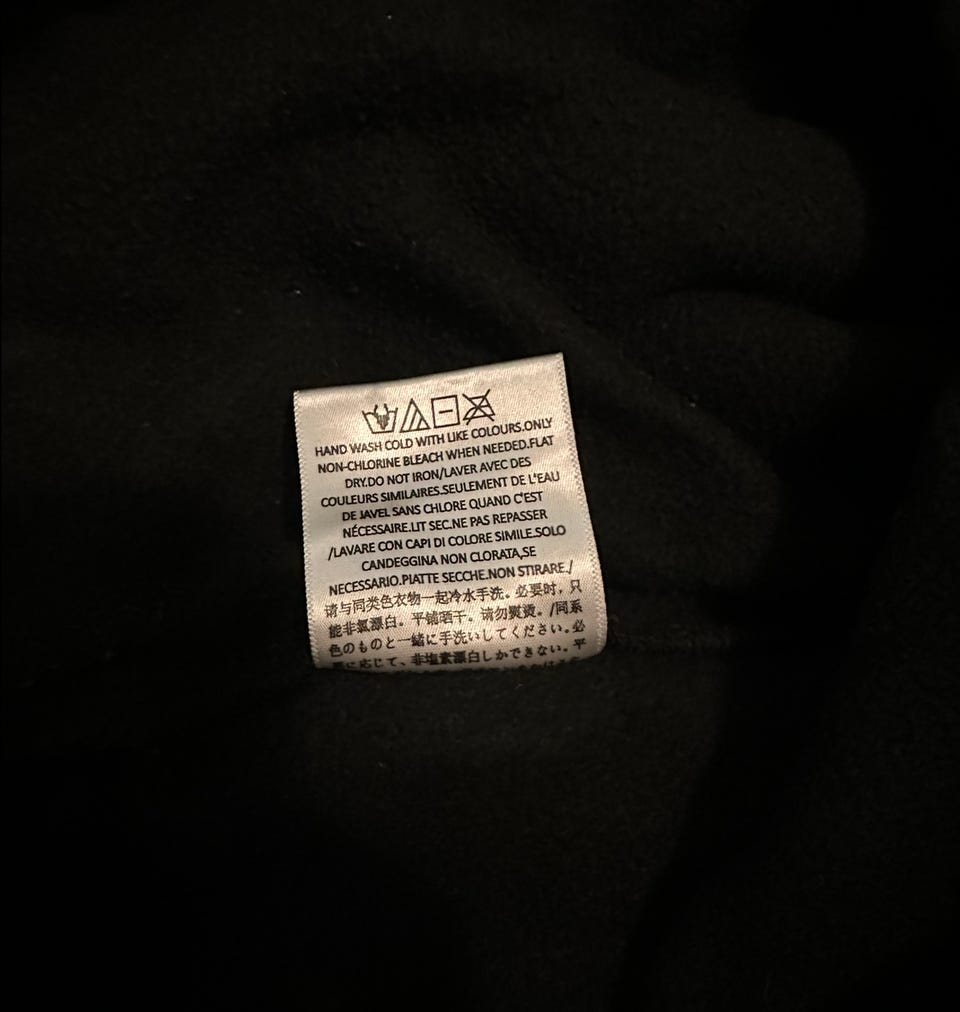 HAND WASH COLD WITH LIKE COLOURS.ONLY
NON-CHLORINE BLEACH WHEN NEEDED.FLAT
DRY.DO NOT IRON/LAVER AVEC DES
COULEURS SIMILAIRES.SEULEMENT DE L'EAU
DE JAVEL SANS CHLORE QUAND C'EST
NÉCESSAIRE.LIT SEC.NE PAS REPASSER
/LAVARE CON CAPI DI COLORE SIMILE.SOLO
CANDEGGINA NON CLORATA,SE
NECESSARIO.PIATTE SECCHE.NON STIRARE./
请与同类色衣物一起冷水手洗。必要时，只
能非氯漂白。平铺晒干。请勿熨烫。/同系
色のものと一緒に手洗いしてください。必
要に応じて、非塩素漂白しかできない。平